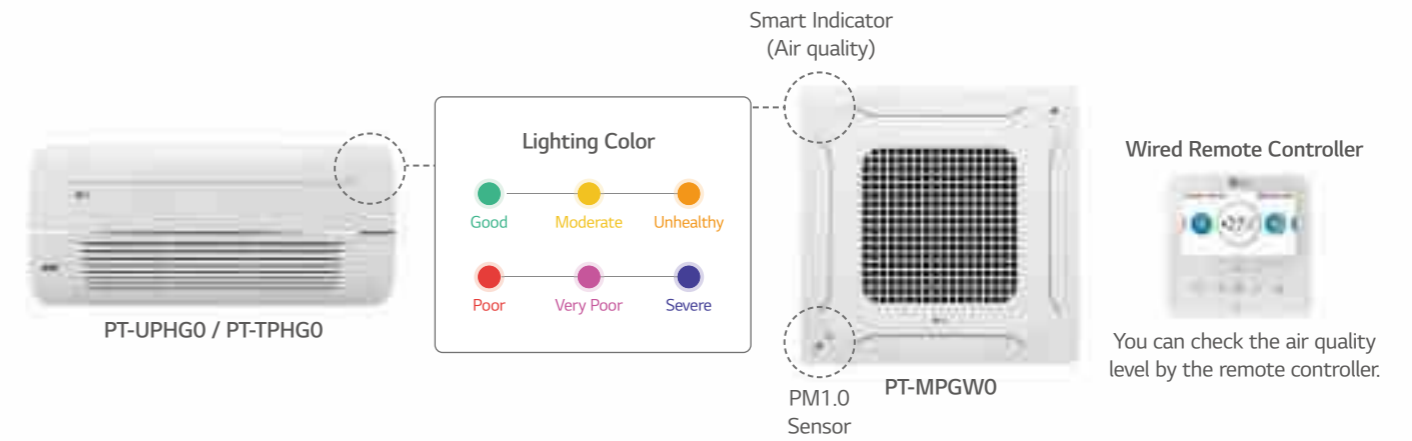 Smart Indicator
(Air quality)
Lighting Color
Good
Moderate
Unhealthy
Poor
Very Poor
Severe
PT-UPHG0 / PT-TPHG0
PM1.0
Sensor
PT-MPGW0
Wired Remote Controller
You can check the air quality
level by the remote controller.